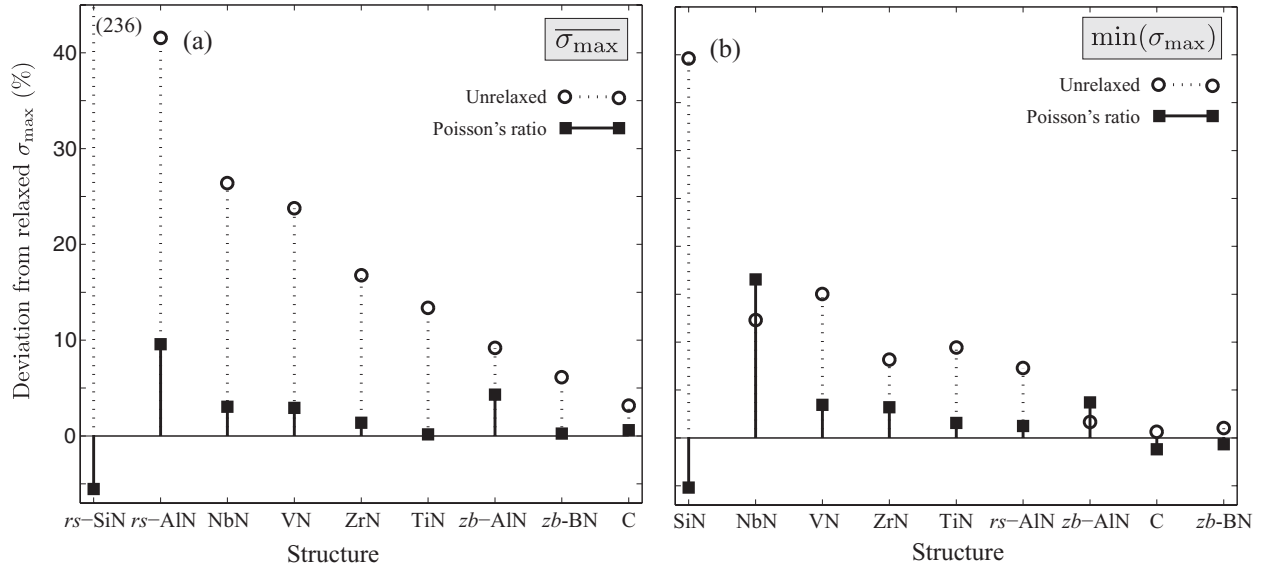 (236)
(a)
σmax
Unrelaxed
Poisson's ratio
Deviation from relaxed σmax (%)
40
30
20
10
0
rs−SiN rs−AlN NbN VN ZrN TiN zb−AlN zb-BN C
Structure
(b)
min(σmax)
Unrelaxed
Poisson's ratio
SiN NbN VN ZrN TiN rs−AlN zb−AlN C zb-BN
Structure